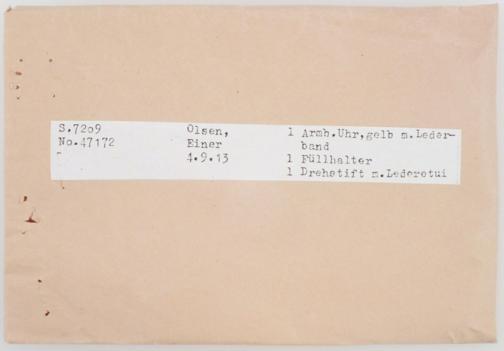 S.7209 Olsen, 1 Armb.Uhr,gelb m.Leder-
No.47172 Einer band
4.9.13 1 Füllhalter
1 Drehstift m.Lederetui